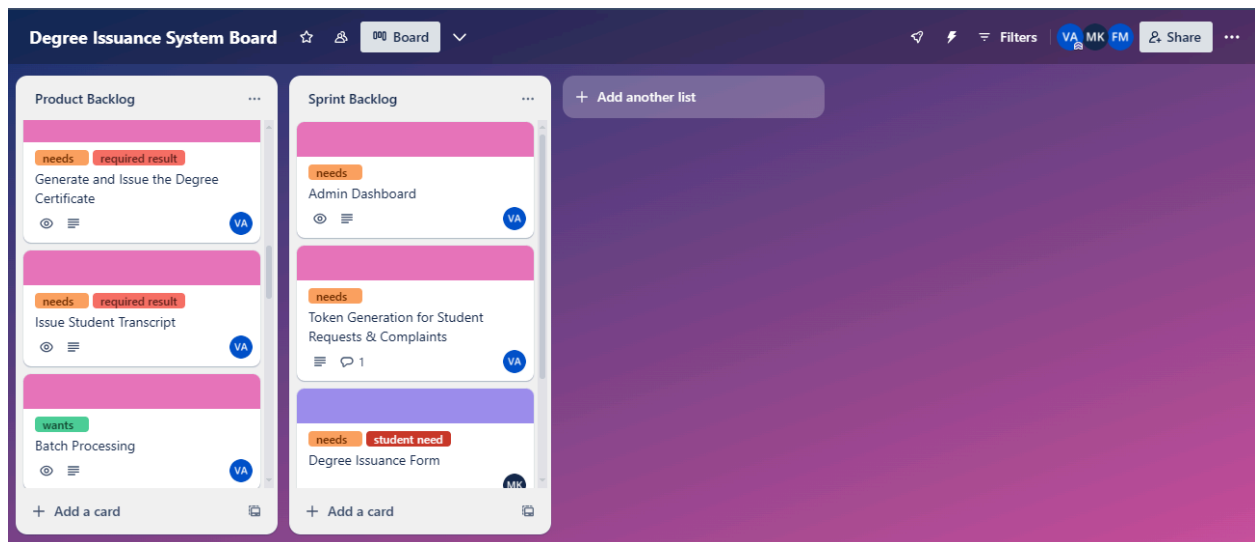 Degree Issuance System Board
Board
Filters
VA MK FM
Share
Product Backlog
needs required result
Generate and Issue the Degree
Certificate
VA
needs required result
Issue Student Transcript
VA
wants
Batch Processing
VA
+ Add a card
Sprint Backlog
needs
Admin Dashboard
VA
needs
Token Generation for Student
Requests & Complaints
1
VA
needs student need
Degree Issuance Form
MK
+ Add a card
+ Add another list